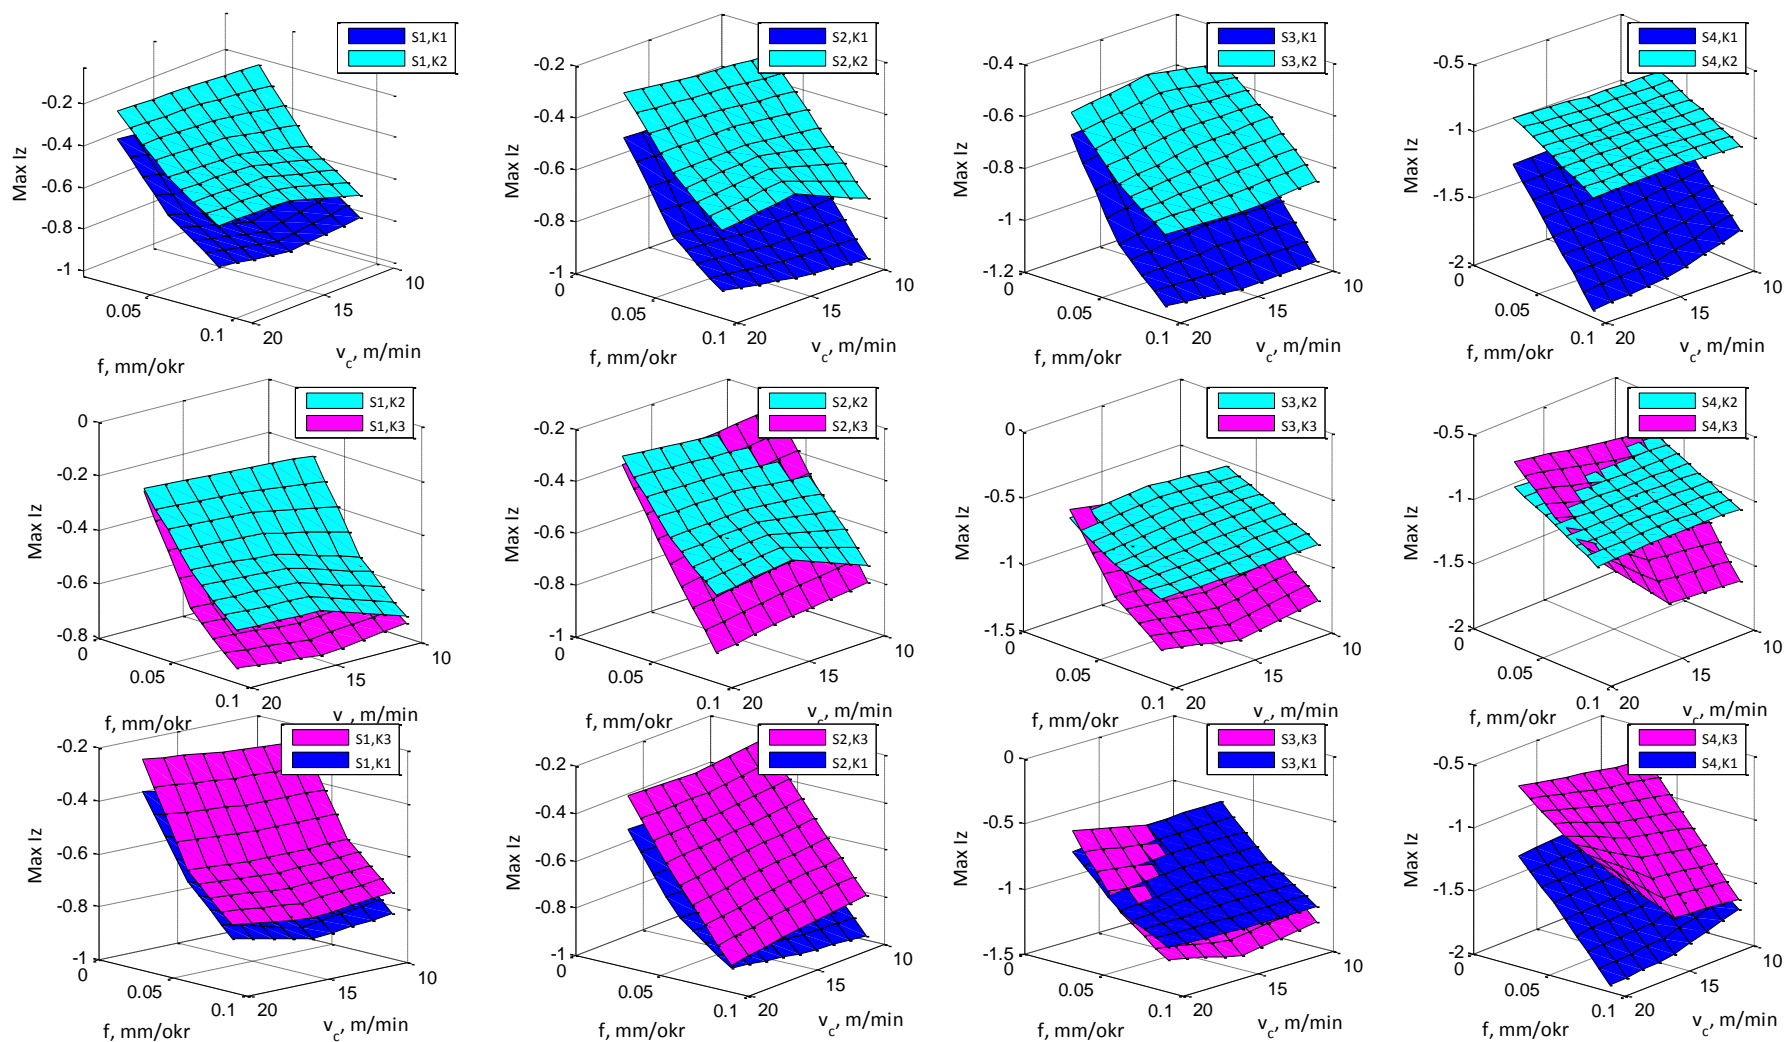 S1,K1
S1,K2
-0.2
-0.4
-0.6
-0.8
-1
Max Iz
0.05
0.1
f, mm/okr
10
15
20
v_c, m/min
S2,K1
S2,K2
-0.2
-0.4
-0.6
-0.8
-1
Max Iz
0
0.05
0.1
f, mm/okr
10
15
20
v_c, m/min
S3,K1
S3,K2
-0.4
-0.6
-0.8
-1
-1.2
Max Iz
0
0.05
0.1
f, mm/okr
10
15
20
v_c, m/min
S4,K1
S4,K2
-0.5
-1
-1.5
-2
Max Iz
0
0.05
0.1
f, mm/okr
10
15
20
v_c, m/min
S1,K2
S1,K3
0
-0.2
-0.4
-0.6
-0.8
Max Iz
0
0.05
0.1
f, mm/okr
10
15
20
v, m/min
S2,K2
S2,K3
-0.2
-0.4
-0.6
-0.8
-1
Max Iz
0
0.05
0.1
f, mm/okr
10
15
20
v_c, m/min
S3,K2
S3,K3
0
-0.5
-1
-1.5
Max Iz
0
0.05
0.1
f, mm/okr
10
15
20
v_c, m/min
S4,K2
S4,K3
-0.5
-1
-1.5
-2
Max Iz
0
0.05
0.1
f, mm/okr
10
15
20
v_c, m/min
S1,K3
S1,K1
-0.2
-0.4
-0.6
-0.8
-1
Max Iz
0
0.05
0.1
f, mm/okr
10
15
20
v_c, m/min
S2,K3
S2,K1
-0.2
-0.4
-0.6
-0.8
-1
Max Iz
0
0.05
0.1
f, mm/okr
10
15
20
v_c, m/min
S3,K3
S3,K1
0
-0.5
-1
-1.5
Max Iz
0
0.05
0.1
f, mm/okr
10
15
20
v_c, m/min
S4,K3
S4,K1
-0.5
-1
-1.5
-2
Max Iz
0
0.05
0.1
f, mm/okr
10
15
20
v_c, m/min